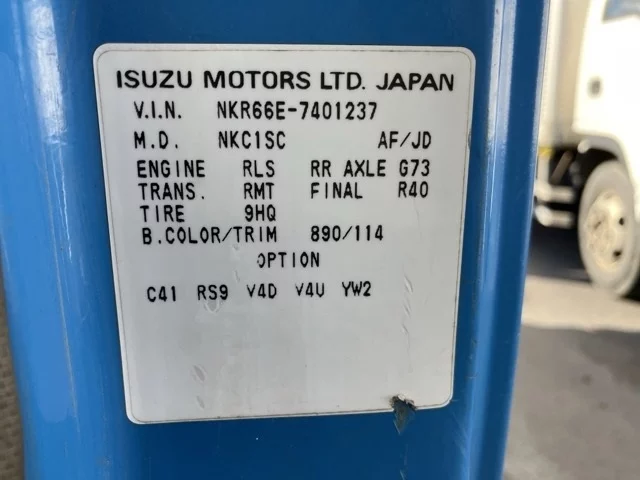 ISUZU MOTORS LTD. JAPAN
V.I.N. NKR66E-7401237
M.D. NKC1SC AF/JD
ENGINE RLS RR AXLE G73
TRANS. RMT FINAL R40
TIRE 9HQ
B.COLOR/TRIM 890/114
OPTION
C41 RS9 V4D V4U YW2